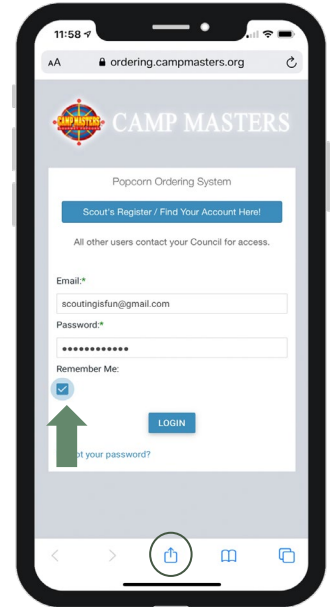 11:58
AA ordering.campmasters.org
CAMP MASTERS
CAMP MASTERS
Popcorn Ordering System
Scout's Register / Find Your Account Here!
All other users contact your Council for access.
Email:*
scoutingisfun@gmail.com
Password:*
••••••••••••
Remember Me:
LOGIN
your password?